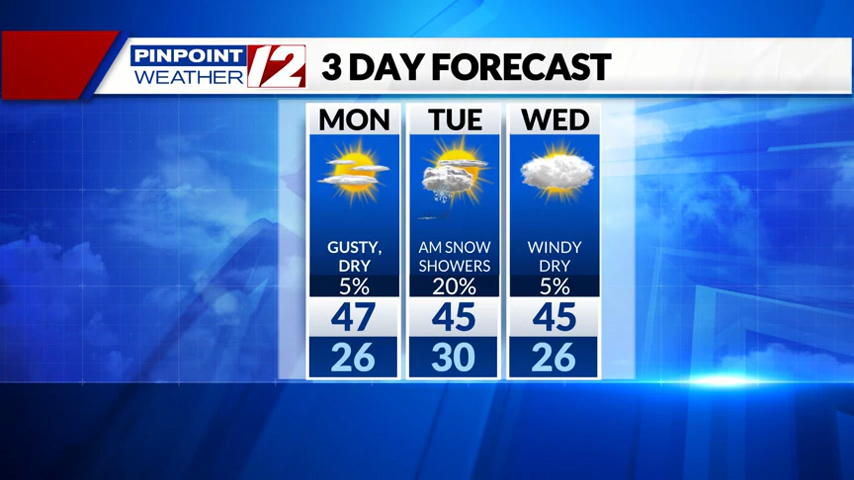 PINPOINT
WEATHER 12
3 DAY FORECAST
MON
GUSTY,
DRY
5%
47
26
TUE
AM SNOW
SHOWERS
20%
45
30
WED
WINDY
DRY
5%
45
26